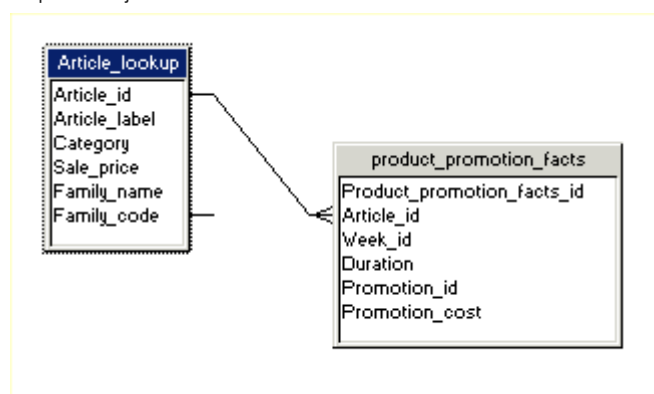 Article_lookup
Article_id
Article_label
Category
Sale_price
Family_name
Family_code
product_promotion_facts
Product_promotion_facts_id
Article_id
Week_id
Duration
Promotion_id
Promotion_cost